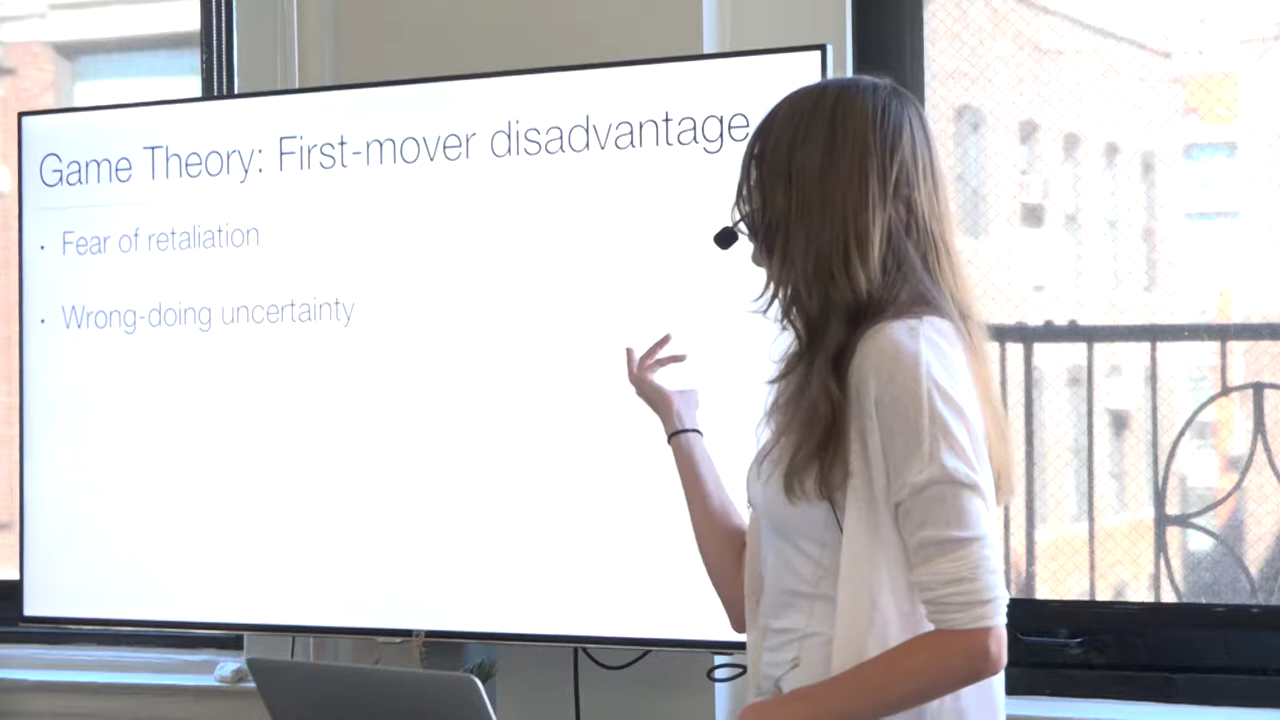 Game Theory: First-mover disadvantage
• Fear of retaliation
• Wrong-doing uncertainty